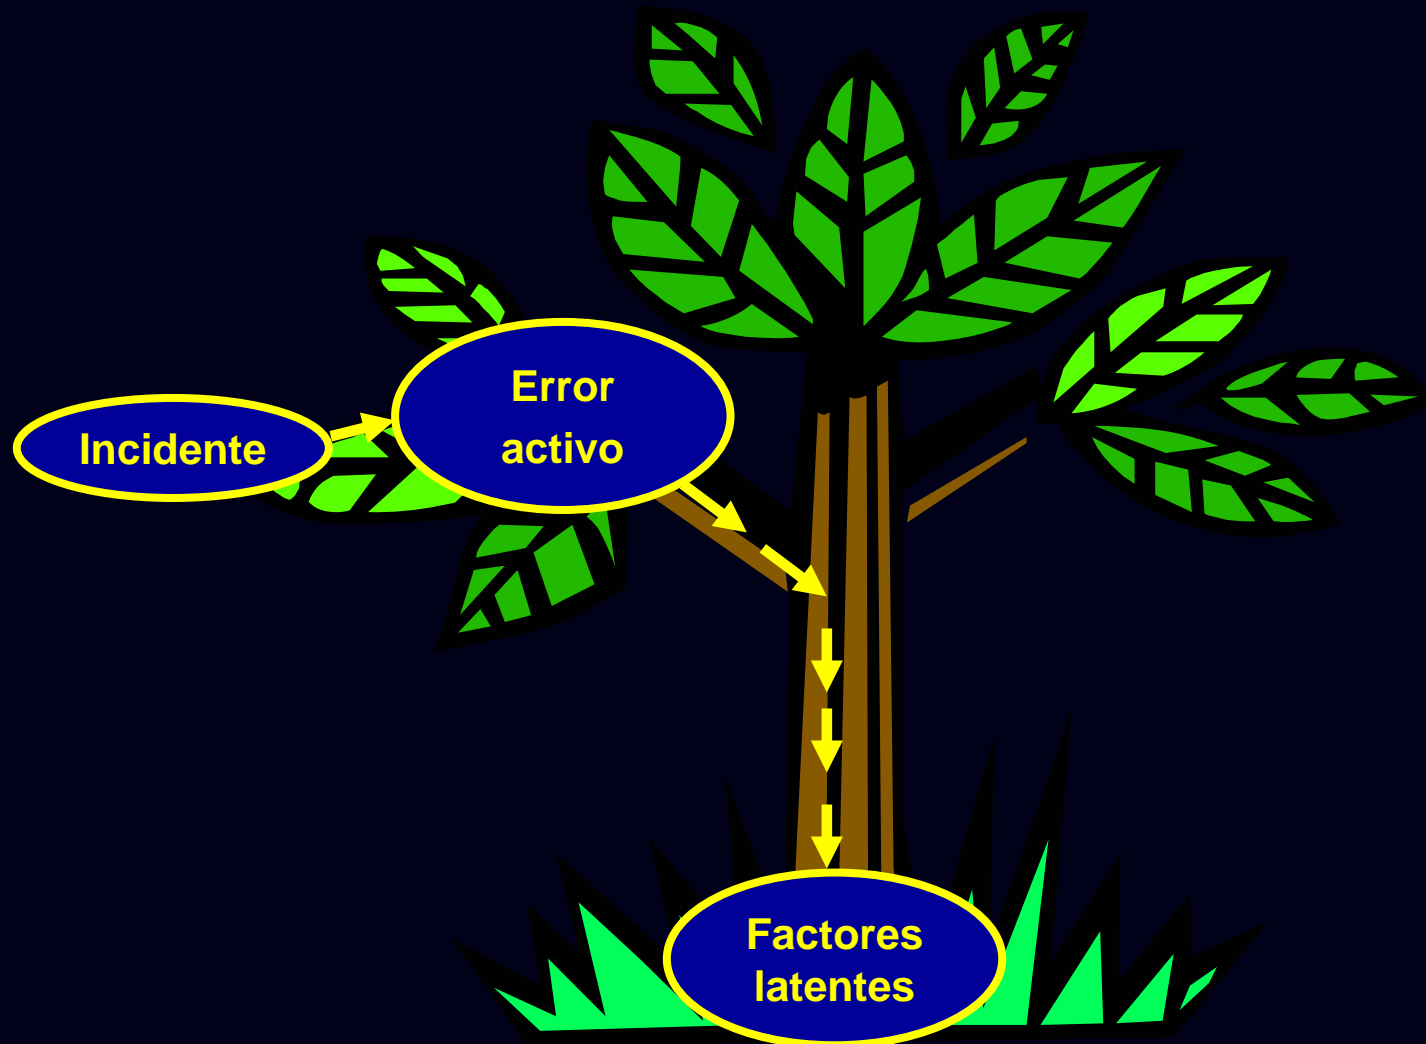 Incidente
Error
activo
Factores
latentes